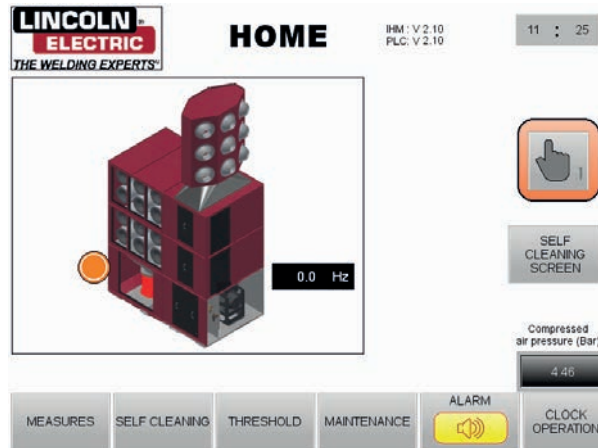 LINCOLN
ELECTRIC
THE WELDING EXPERTS®
HOME
IHM : V 2.10
PLC: V 2.10
11 : 25
1
SELF
CLEANING
SCREEN
0.0 Hz
Compressed
air pressure (Bar)
4.46
MEASURES
SELF CLEANING
THRESHOLD
MAINTENANCE
ALARM
CLOCK
OPERATION